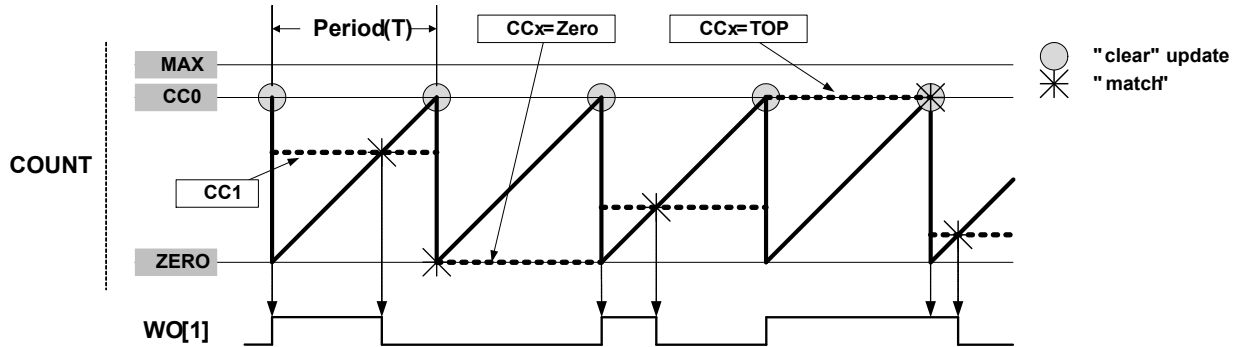 Period(T)
CCx=Zero
CCx=TOP
"clear" update
"match"
MAX
CC0
COUNT
CC1
ZERO
WO[1]